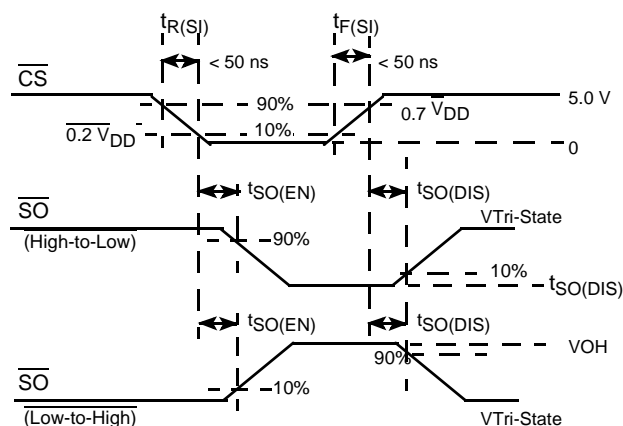 tR(SI)
tF(SI)
< 50 ns
< 50 ns
CS
90%
0.7 VDD
5.0 V
0.2 VDD
10%
0
tSO(EN)
tSO(DIS)
SO
(High-to-Low)
90%
VTri-State
10%
tSO(DIS)
tSO(EN)
tSO(DIS)
VOH
90%
SO
10%
(Low-to-High)
VTri-State